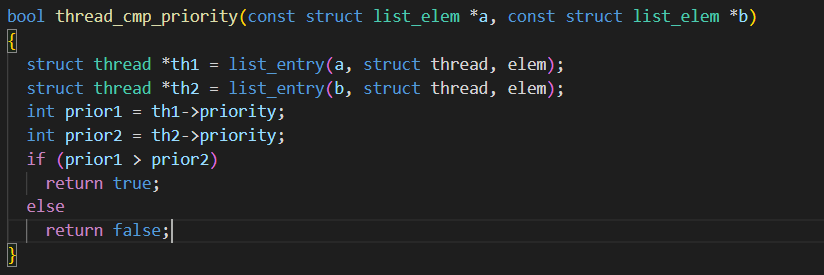 bool thread_cmp_priority(const struct list_elem *a, const struct list_elem *b)
{
  struct thread *th1 = list_entry(a, struct thread, elem);
  struct thread *th2 = list_entry(b, struct thread, elem);
  int prior1 = th1->priority;
  int prior2 = th2->priority;
  if (prior1 > prior2)
    return true;
  else
    return false;
}